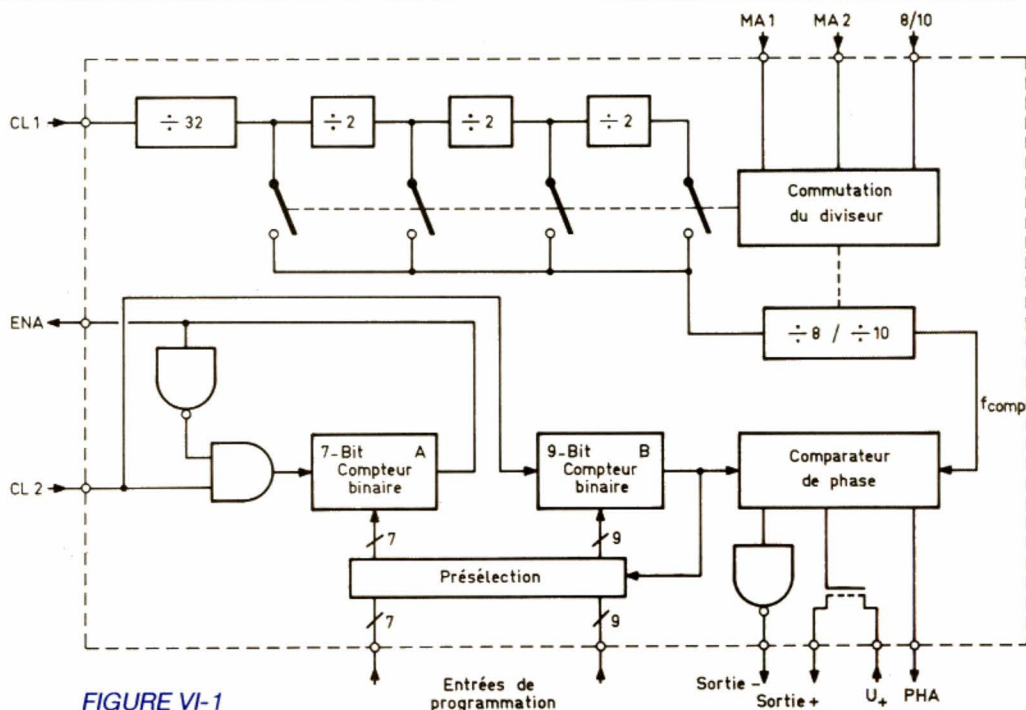 MA 1 MA 2 8/10
CL 1
÷ 32 ÷ 2 ÷ 2 ÷ 2
Commutation
du diviseur
ENA
÷ 8 / ÷ 10
fcomp
7-Bit A
Compteur
binaire
9-Bit B
Compteur
binaire
Comparateur
de phase
CL 2
7 9
Présélection
7 9
Entrées de
programmation
Sortie -
Sortie +
U+
PHA
FIGURE VI-1